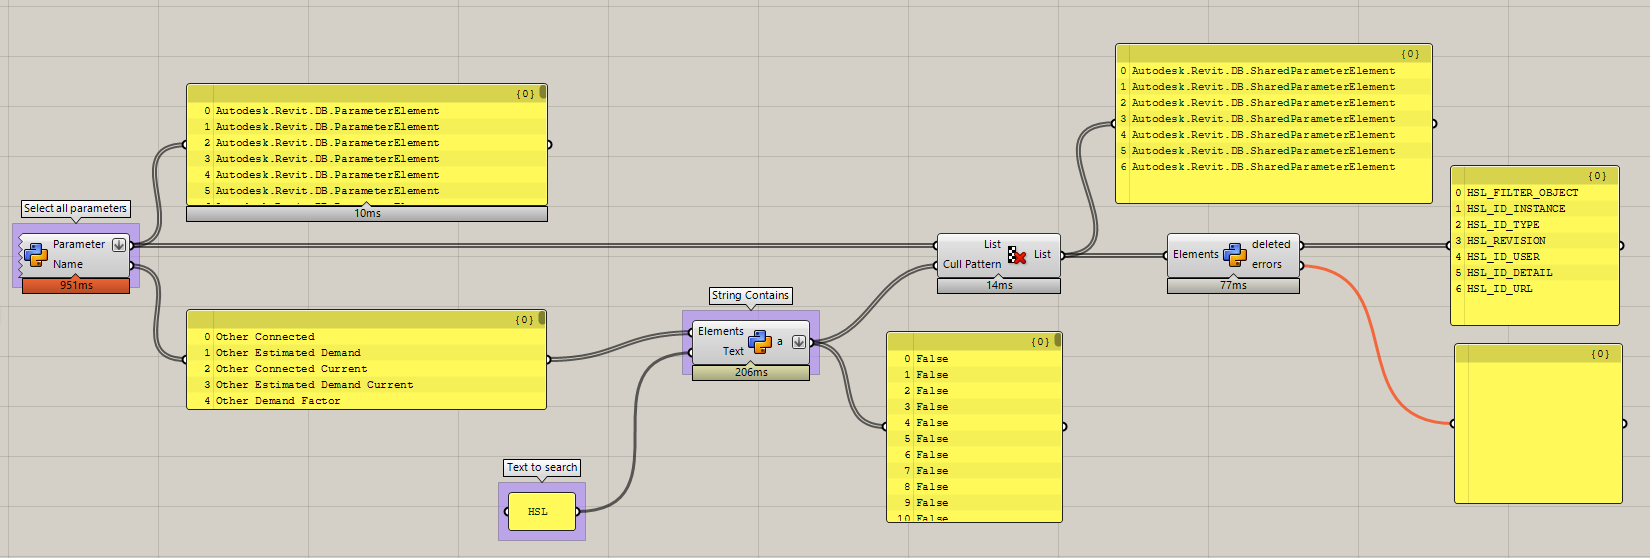 Select all parameters
Parameter
Name
951ms
{0}
0 Autodesk.Revit.DB.ParameterElement
1 Autodesk.Revit.DB.ParameterElement
2 Autodesk.Revit.DB.ParameterElement
3 Autodesk.Revit.DB.ParameterElement
4 Autodesk.Revit.DB.ParameterElement
5 Autodesk.Revit.DB.ParameterElement
10ms
{0}
0 Other Connected
1 Other Estimated Demand
2 Other Connected Current
3 Other Estimated Demand Current
4 Other Demand Factor
Text to search
HSL
String Contains
Elements
Text
a
206ms
List
Cull Pattern
List
14ms
{0}
0 False
1 False
2 False
3 False
4 False
5 False
6 False
7 False
8 False
9 False
10 False
{0}
0 Autodesk.Revit.DB.SharedParameterElement
1 Autodesk.Revit.DB.SharedParameterElement
2 Autodesk.Revit.DB.SharedParameterElement
3 Autodesk.Revit.DB.SharedParameterElement
4 Autodesk.Revit.DB.SharedParameterElement
5 Autodesk.Revit.DB.SharedParameterElement
6 Autodesk.Revit.DB.SharedParameterElement
Elements
deleted
errors
77ms
{0}
0 HSL_FILTER_OBJECT
1 HSL_ID_INSTANCE
2 HSL_ID_TYPE
3 HSL_REVISION
4 HSL_ID_USER
5 HSL_ID_DETAIL
6 HSL_ID_URL
{0}